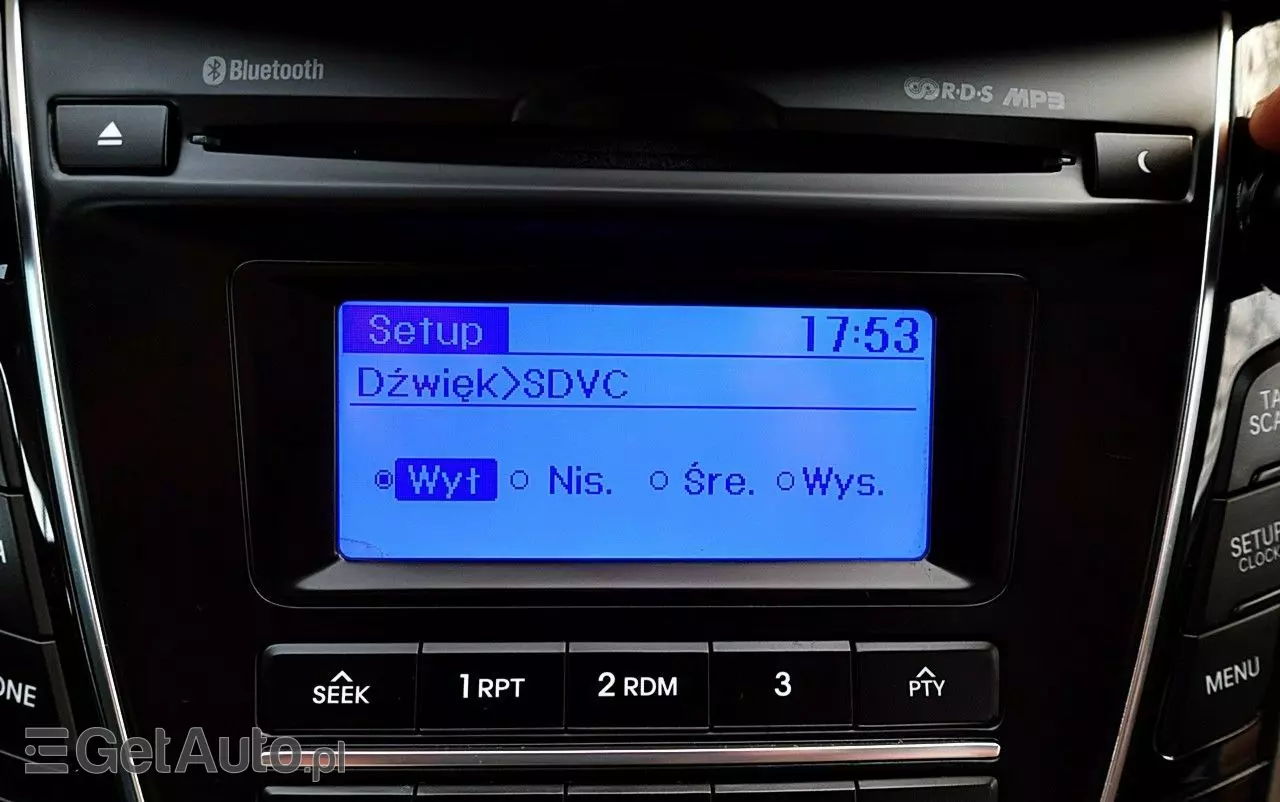 Bluetooth
R·D·S MP3
Setup 17:53
Dźwięk>SDVC
Wył Nis. Śre. Wys.
TA
SETUP
CLOCK
MENU
SEEK
1 RPT
2 RDM
3
PTY
GetAuto.pl